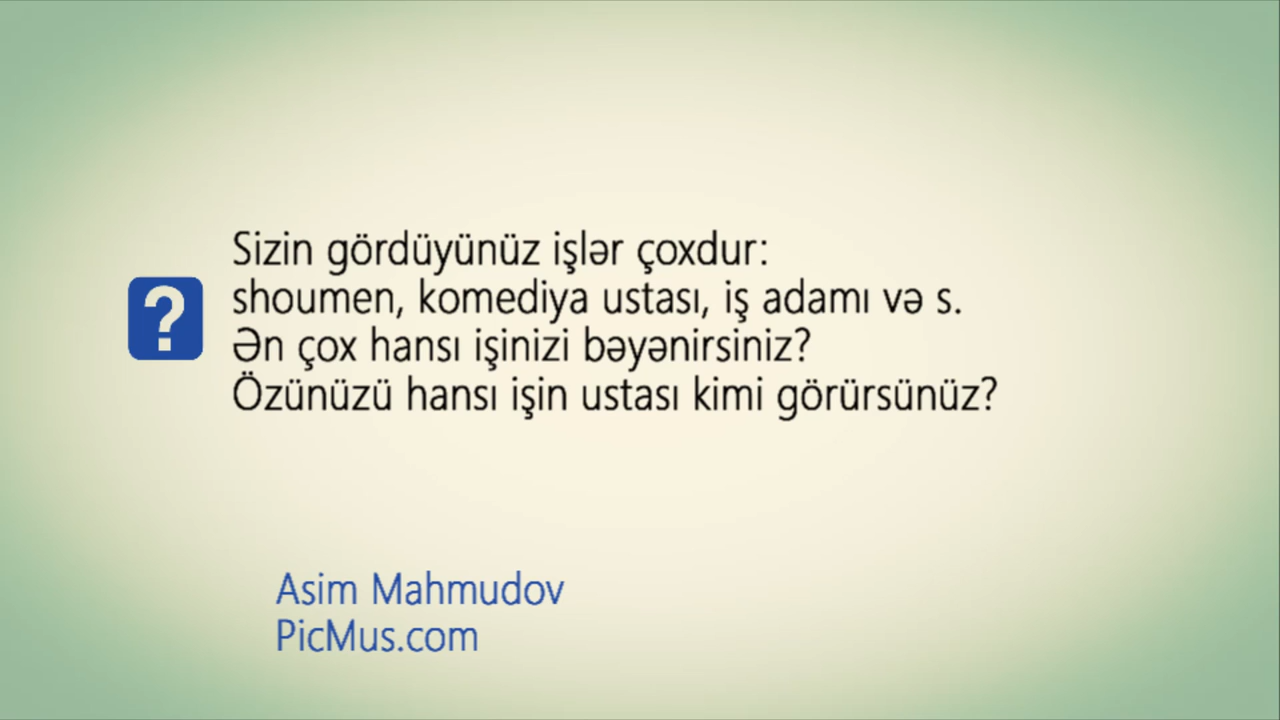 Sizin gördüyünüz işlər çoxdur:
shoumen, komediya ustası, iş adamı və s.
Ən çox hansı işinizi bəyənirsiniz?
Özünüzü hansı işin ustası kimi görürsünüz?
Asim Mahmudov
PicMus.com